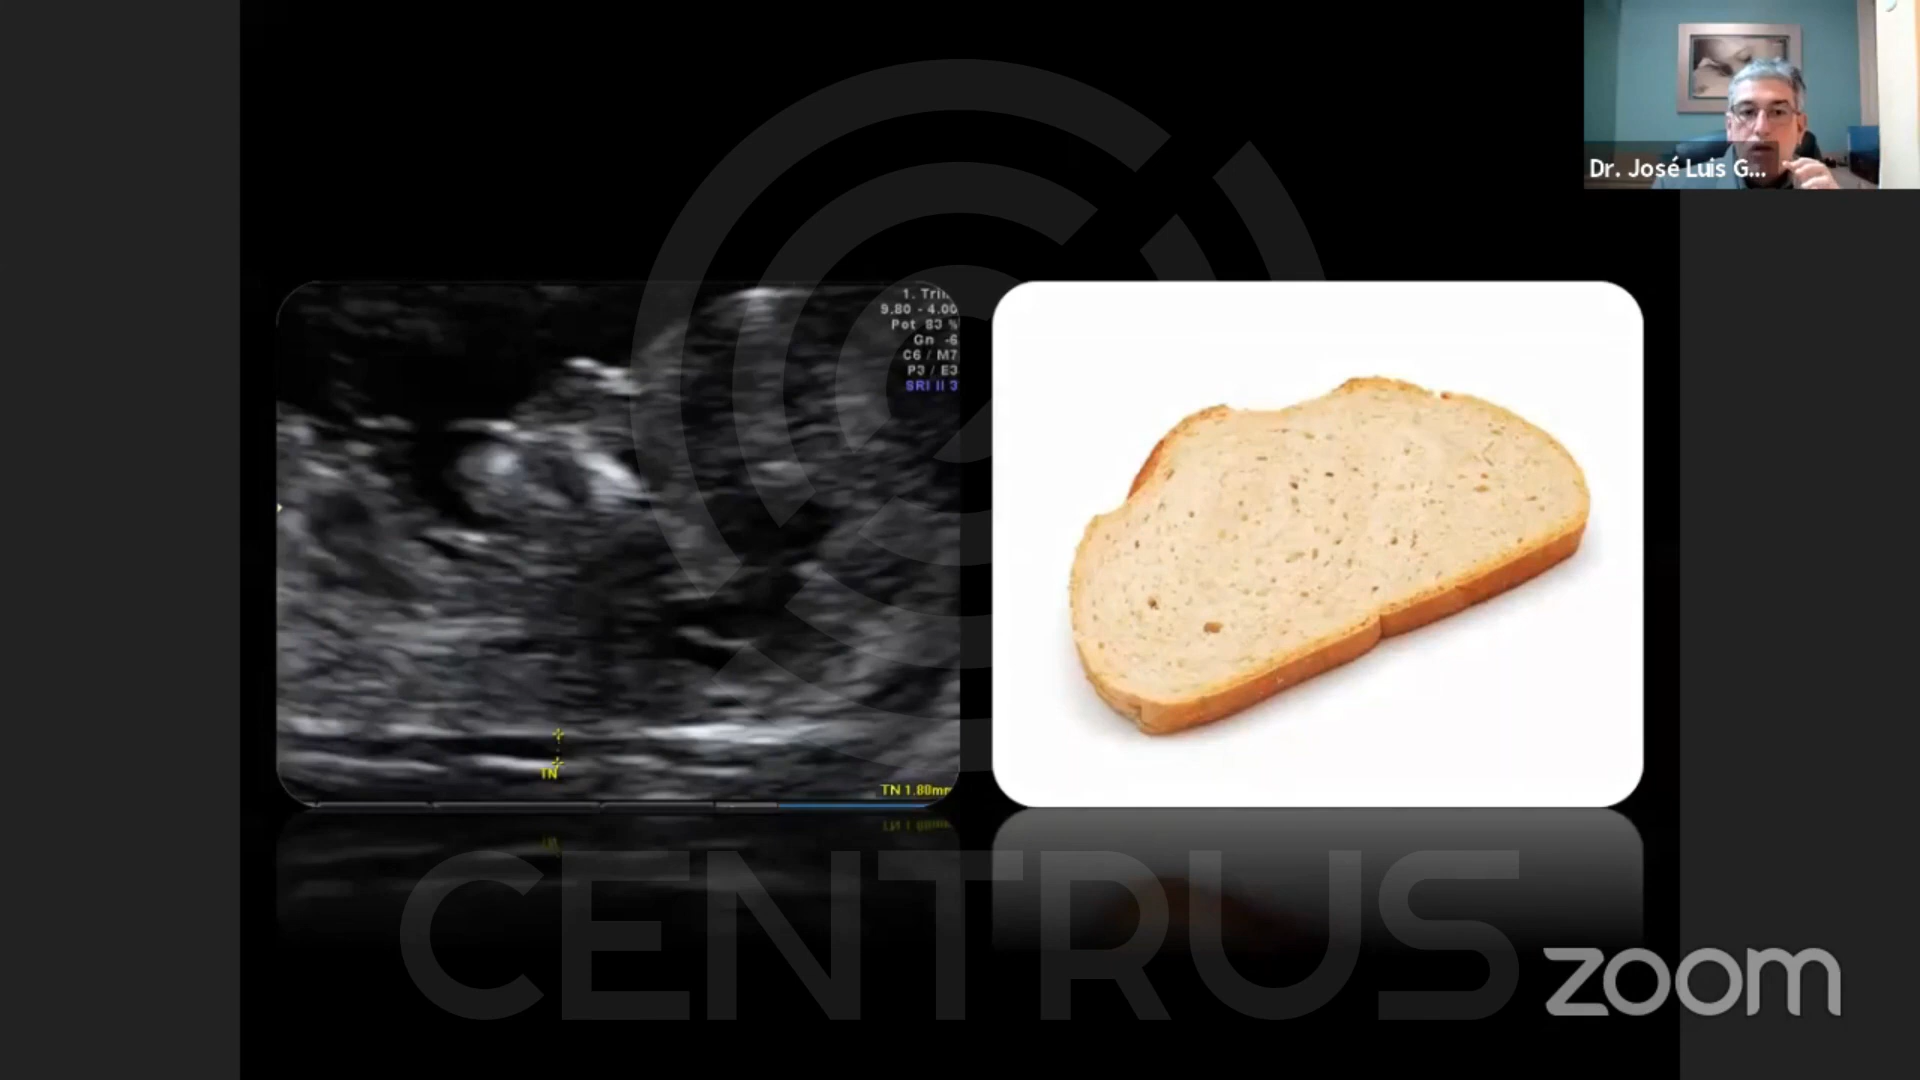 Dr. José Luis G...
1. Tri
9.80 - 4.00
Pot 83 %
Gn -6
C6 / M7
P3 / E3
SRI II 3
TN
TN 1.80mm
CENTRUS
zoom